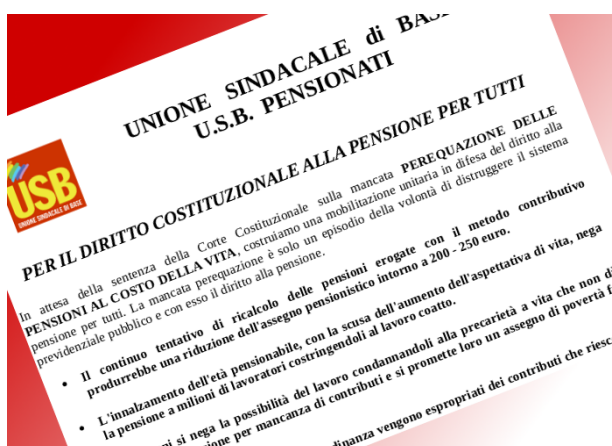 UNIONE SINDACALE di
U.S.B. PENSIONATI
USB
UNIONE SINDACALE DI BASE
PER IL DIRITTO COSTITUZIONALE ALLA PENSIONE PER TUTTI
In attesa della sentenza della Corte Costituzionale sulla mancata PEREQUAZIONE DELLE
PENSIONI AL COSTO DELLA VITA, costruiamo una mobilitazione unitaria in difesa del diritto alla
pensione per tutti. La mancata perequazione è solo un episodio della volontà di distruggere il sistema
previdenziale pubblico e con esso il diritto alla pensione.
• Il continuo tentativo di ricalcolo delle pensioni erogate con il metodo contributivo
produrrebbe una riduzione dell'assegno pensionistico intorno a 200 - 250 euro.
• L'innalzamento dell'età pensionabile, con la scusa dell'aumento dell'aspettativa di vita, nega
la pensione a milioni di lavoratori costringendoli al lavoro coatto.
si nega la possibilità del lavoro condannandoli alla precarietà a vita che non
per mancanza di contributi e si promette loro un assegno di povertà
vengono espropriati dei contributi che